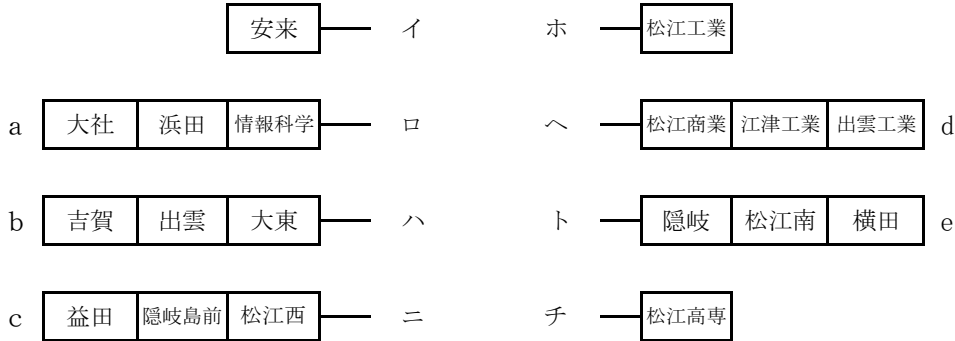 安来 イ ホ 松江工業
a 大社 浜田 情報科学 ロ ヘ 松江商業 江津工業 出雲工業 d
b 吉賀 出雲 大東 ハ ト 隠岐 松江南 横田 e
c 益田 隠岐島前 松江西 ニ チ 松江高専